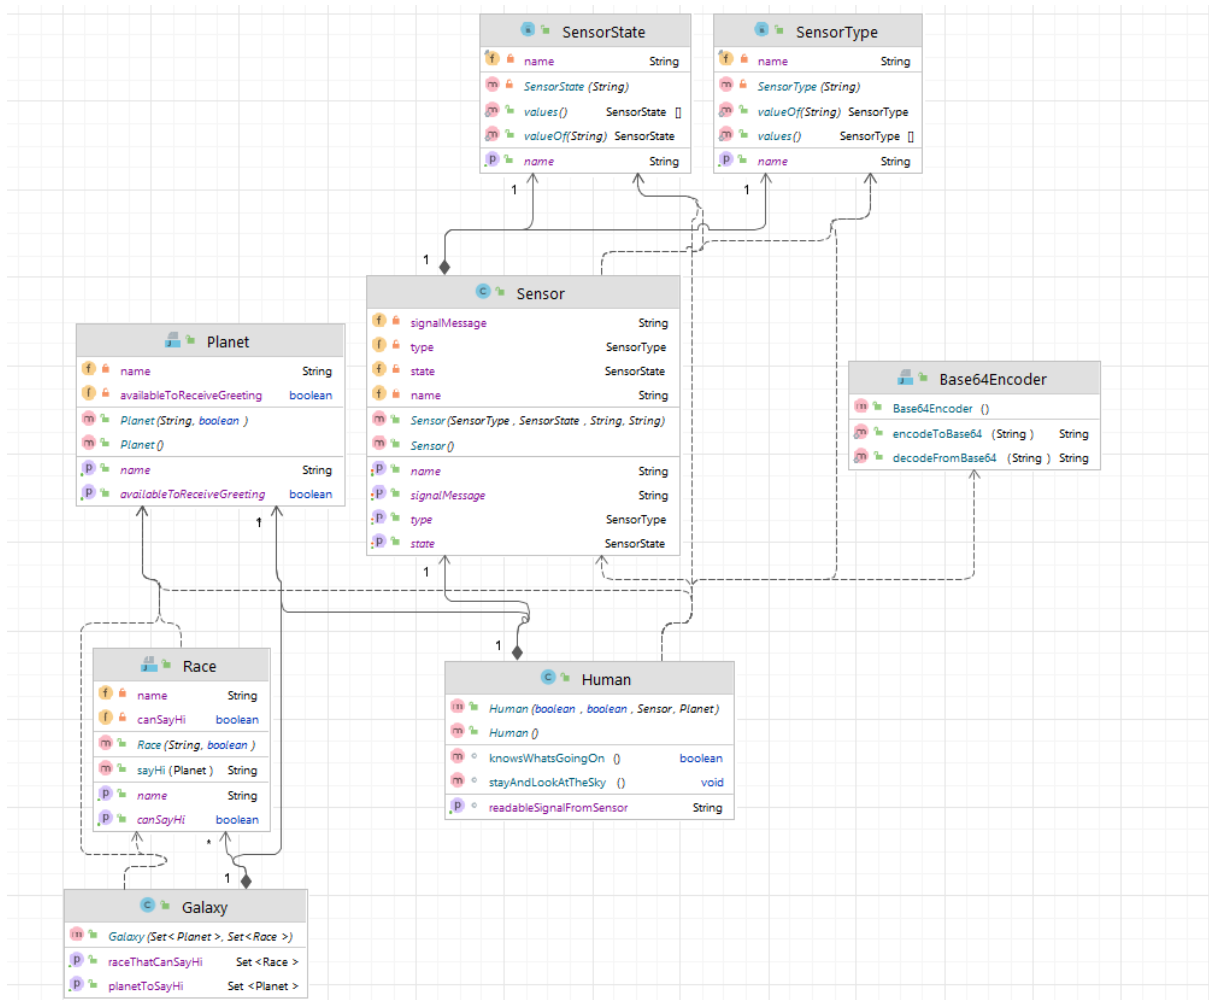 SensorState
name String
SensorState (String)
values() SensorState []
valueOf(String) SensorState
name String
SensorType
name String
SensorType (String)
valueOf(String) SensorType
values() SensorType []
name String
1
1
1
Sensor
signalMessage String
type SensorType
state SensorState
name String
Sensor (SensorType , SensorState , String, String)
Sensor ()
name String
signalMessage String
type SensorType
state SensorState
Planet
name String
availableToReceiveGreeting boolean
Planet (String, boolean )
Planet ()
name String
availableToReceiveGreeting boolean
Base64Encoder
Base64Encoder ()
encodeToBase64 (String ) String
decodeFromBase64 (String ) String
1
1
1
Race
name String
canSayHi boolean
Race (String, boolean )
sayHi (Planet ) String
name String
canSayHi boolean
Human
Human (boolean , boolean , Sensor, Planet)
Human ()
knowsWhatsGoingOn () boolean
stayAndLookAtTheSky () void
readableSignalFromSensor String
*
1
Galaxy
Galaxy (Set< Planet >, Set<Race >)
raceThatCanSayHi Set <Race >
planetToSayHi Set <Planet >